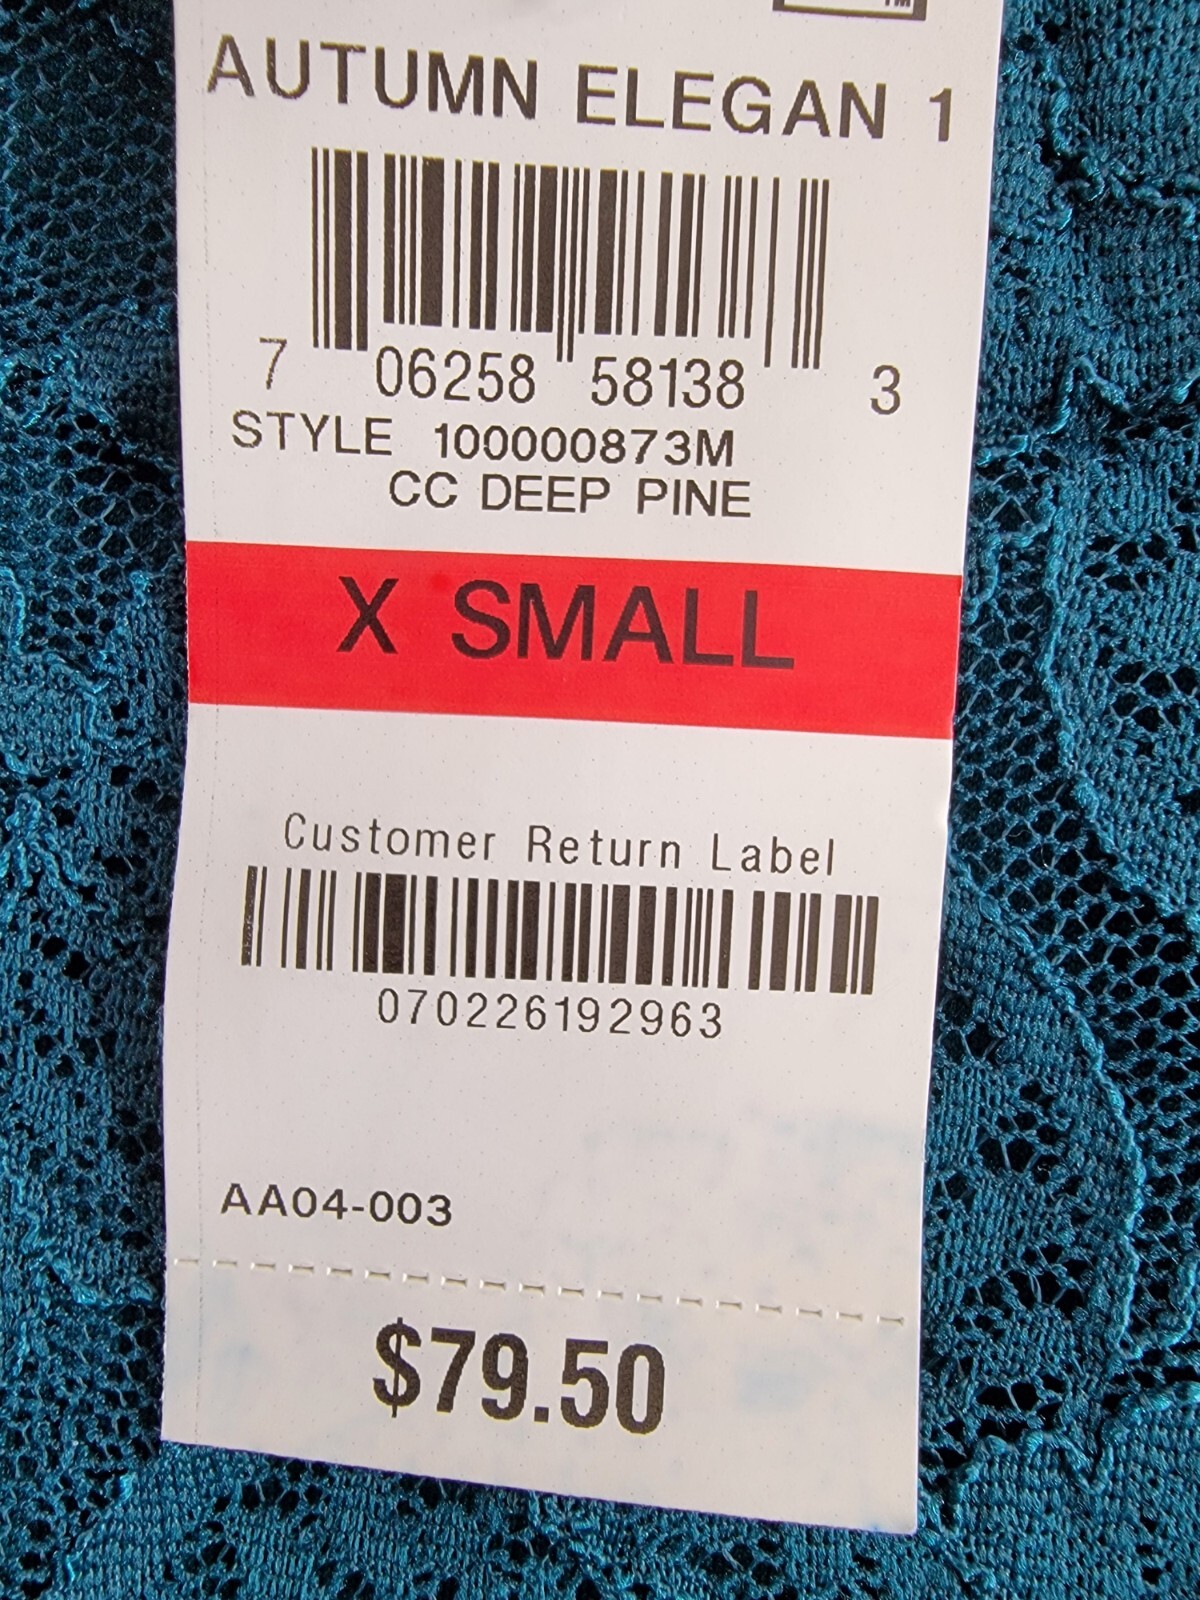 TM
AUTUMN ELEGAN 1
7 06258 58138 3
STYLE 100000873M
CC DEEP PINE
X SMALL
Customer Return Label
070226192963
AA04-003
$79.50